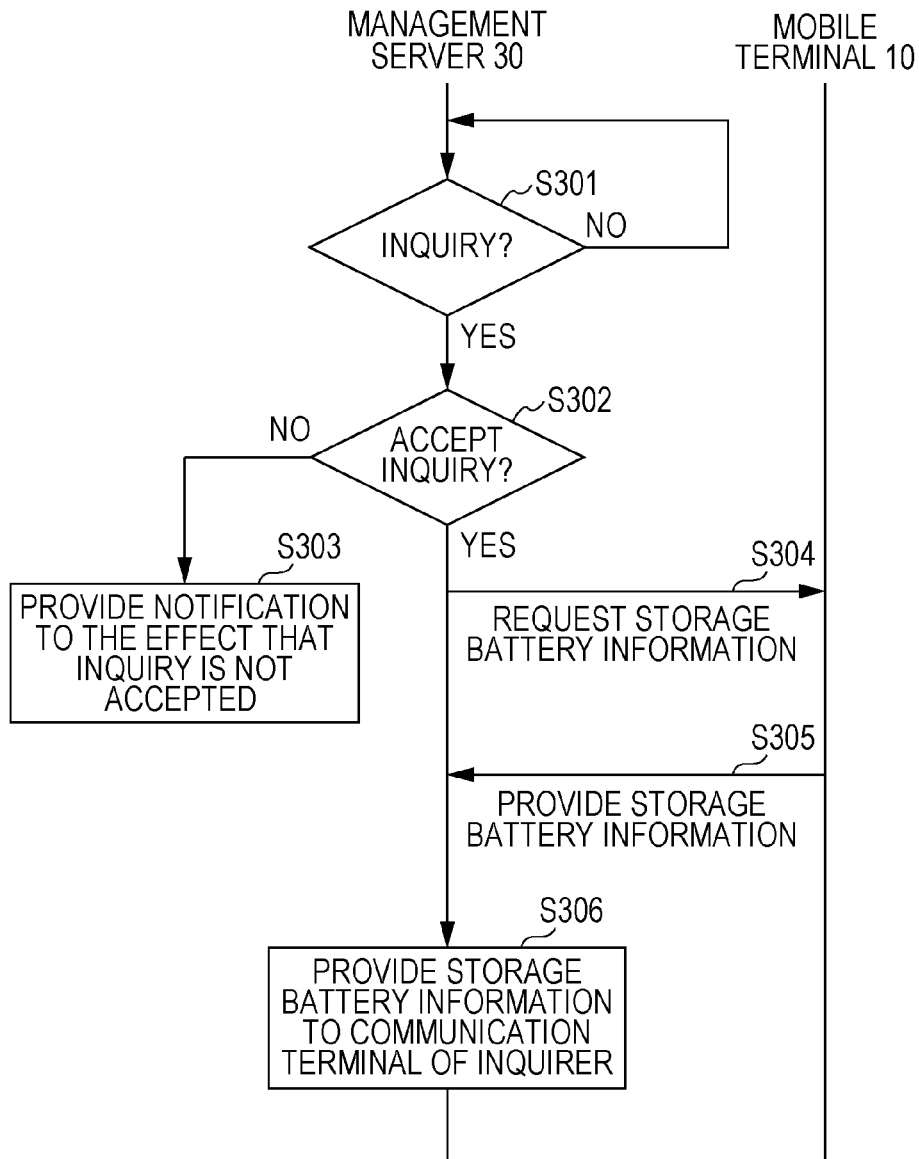 MANAGEMENT
SERVER 30
MOBILE
TERMINAL 10
S301
INQUIRY?
NO
YES
S302
NO
ACCEPT
INQUIRY?
YES
S303
PROVIDE NOTIFICATION
TO THE EFFECT THAT
INQUIRY IS NOT
ACCEPTED
S304
REQUEST STORAGE
BATTERY INFORMATION
S305
PROVIDE STORAGE
BATTERY INFORMATION
S306
PROVIDE STORAGE
BATTERY INFORMATION
TO COMMUNICATION
TERMINAL OF INQUIRER